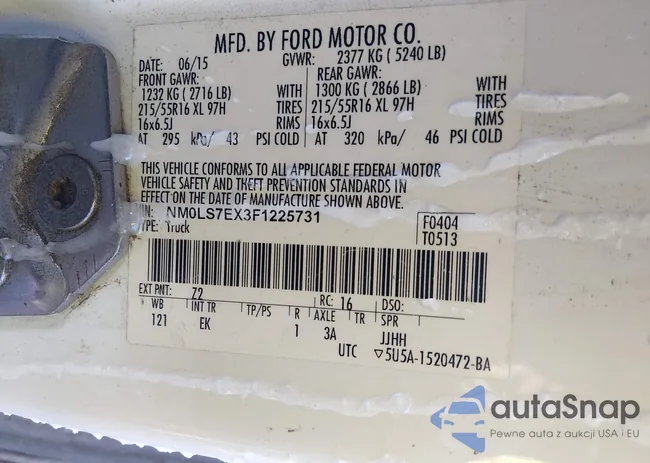 MFD. BY FORD MOTOR CO.
DATE: 06/15 GVWR: 2377 KG ( 5240 LB)
FRONT GAWR: REAR GAWR:
1232 KG ( 2716 LB) WITH 1300 KG ( 2866 LB) WITH
215/55R16 XL 97H TIRES 215/55R16 XL 97H TIRES
16x6.5J RIMS 16x6.5J RIMS
AT 295 kPa/ 43 PSI COLD AT 320 kPa/ 46 PSI COLD
THIS VEHICLE CONFORMS TO ALL APPLICABLE FEDERAL MOTOR
VEHICLE SAFETY AND THEFT PREVENTION STANDARDS IN
EFFECT ON THE DATE OF MANUFACTURE SHOWN ABOVE.
VIN: NM0LS7EX3F1225731 F0404
TYPE: Truck T0513
EXT PNT: 72 RC: 16 DSO:
WB INT TR TP/PS R AXLE TR SPR
121 EK 1 3A JJHH
UTC ▽5U5A-1520472-BA
autaSnap
Pewne auta z aukcji USA i EU